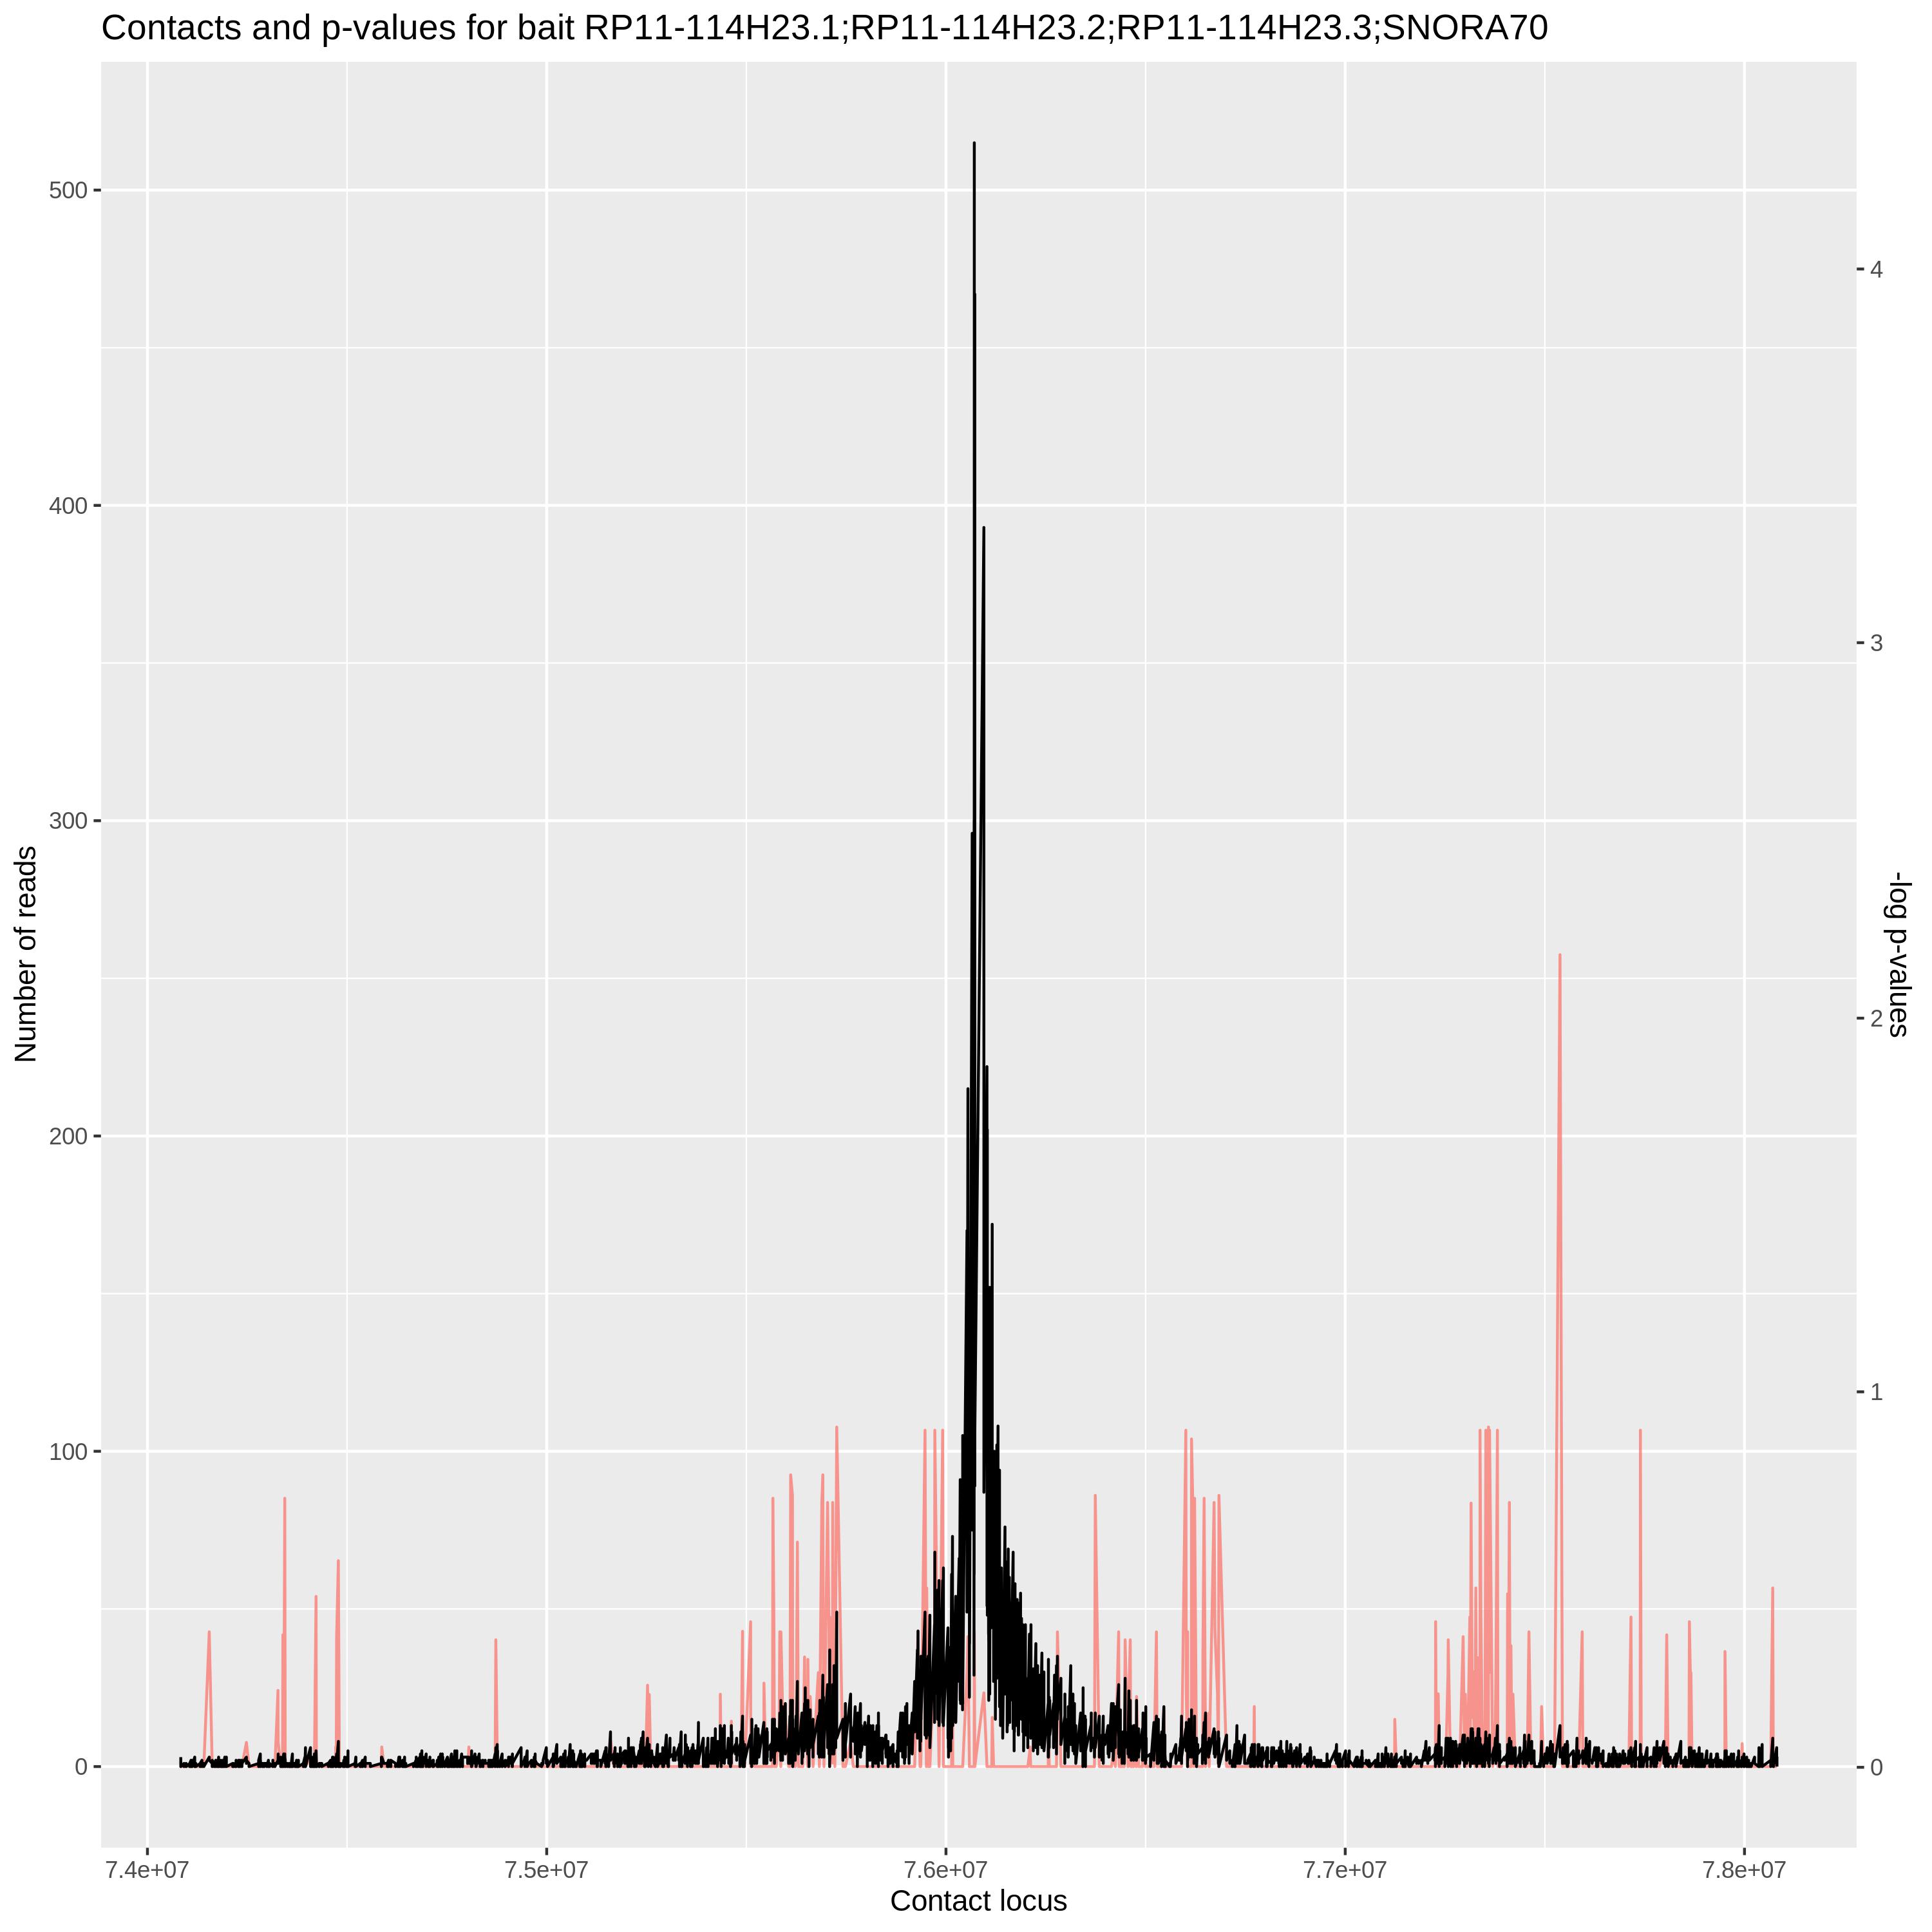 Contacts and p-values for bait RP11-114H23.1;RP11-114H23.2;RP11-114H23.3;SNORA70
500
400
300
200
100
0
Number of reads
4
3
2
1
0
-log p-values
7.4e+07 7.5e+07 7.6e+07 7.7e+07 7.8e+07
Contact locus